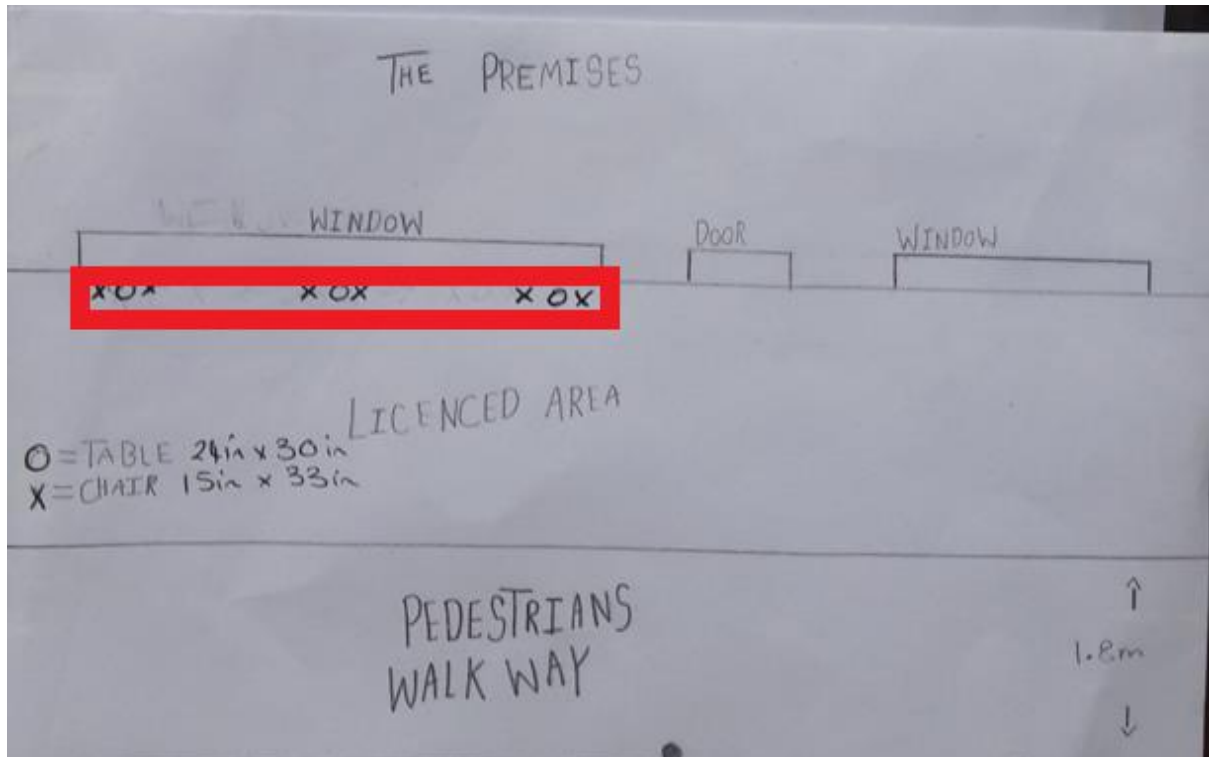 THE PREMISES
WINDOW
DOOR
WINDOW
XOX XOX XOX
LICENCED AREA
O=TABLE 24in x 30in
X=CHAIR 15in x 33in
PEDESTRIANS
WALK WAY
1.8m